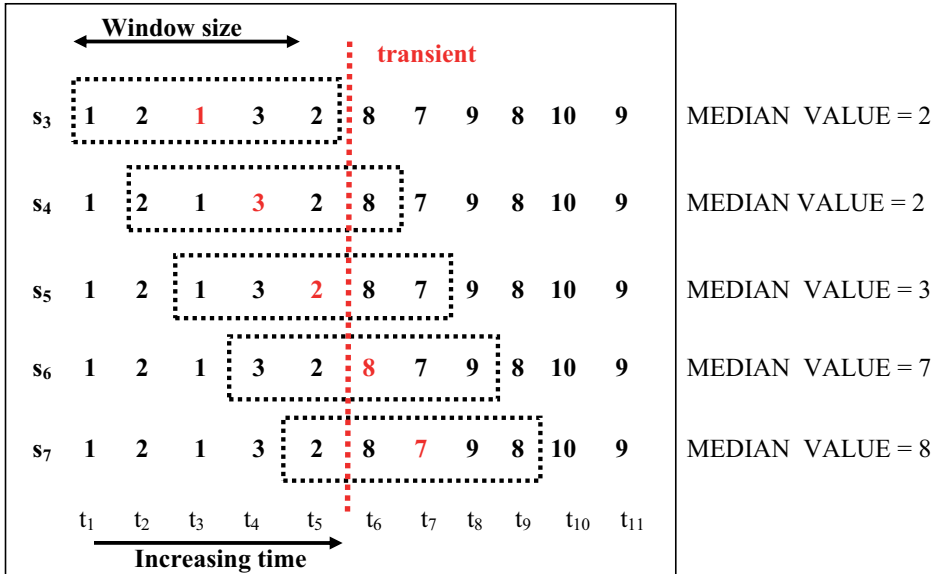 Window size
transient
s₃ 1 2 1 3 2 8 7 9 8 10 9 MEDIAN VALUE = 2
s₄ 1 2 1 3 2 8 7 9 8 10 9 MEDIAN VALUE = 2
s₅ 1 2 1 3 2 8 7 9 8 10 9 MEDIAN VALUE = 3
s₆ 1 2 1 3 2 8 7 9 8 10 9 MEDIAN VALUE = 7
s₇ 1 2 1 3 2 8 7 9 8 10 9 MEDIAN VALUE = 8
t₁ t₂ t₃ t₄ t₅ t₆ t₇ t₈ t₉ t₁₀ t₁₁
Increasing time